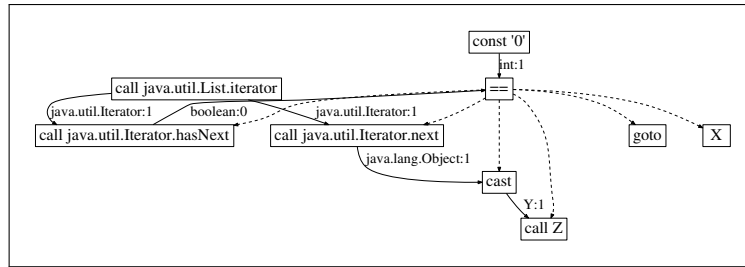 const '0'
int:1
call java.util.List.iterator
==
java.util.Iterator:1
boolean:0
java.util.Iterator:1
call java.util.Iterator.hasNext
call java.util.Iterator.next
goto
X
java.lang.Object:1
cast
Y:1
call Z